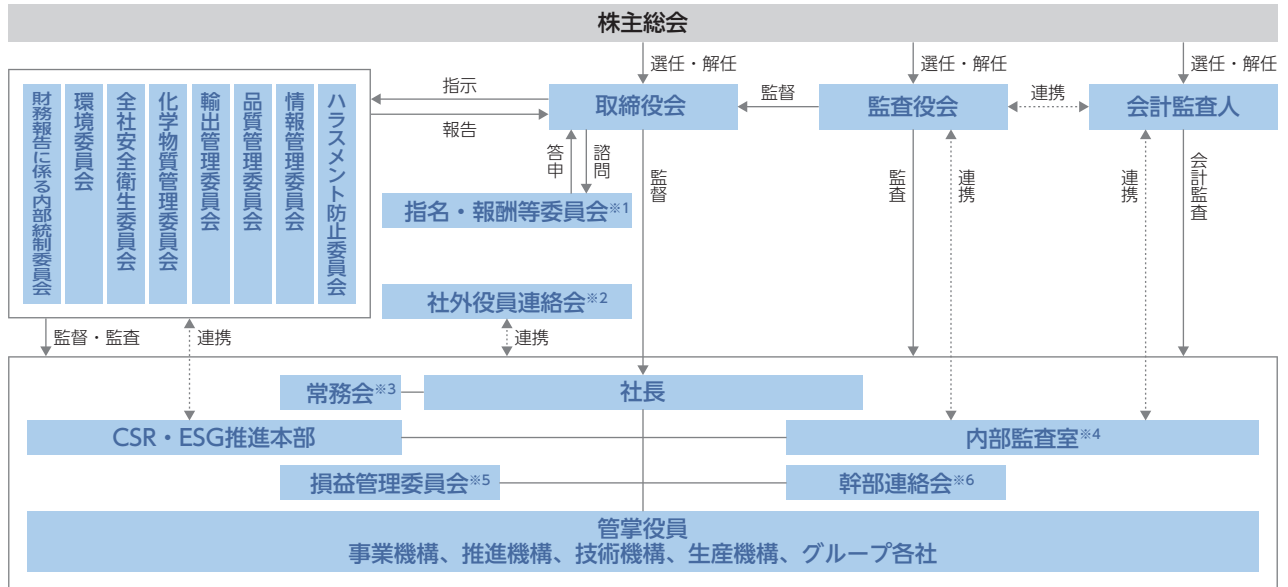 株主総会
選任・解任
選任・解任
選任・解任
財務報告に係る内部統制委員会
環境委員会
全社安全衛生委員会
化学物質管理委員会
輸出管理委員会
品質管理委員会
情報管理委員会
ハラスメント防止委員会
指示
報告
取締役会
監督
監査役会
連携
会計監査人
答申
諮問
監督
監査
連携
連携
会計監査
指名・報酬等委員会※1
社外役員連絡会※2
監督・監査
連携
連携
常務会※3
社長
CSR・ESG推進本部
内部監査室※4
損益管理委員会※5
幹部連絡会※6
管掌役員
事業機構、推進機構、技術機構、生産機構、グループ各社